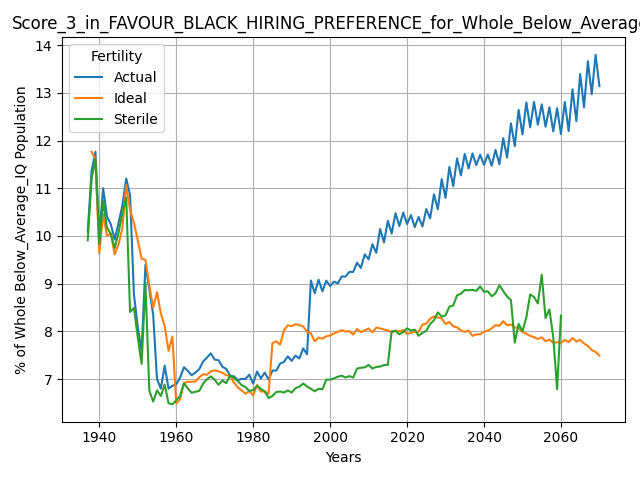 Score_3_in_FAVOUR_BLACK_HIRING_PREFERENCE_for_Whole_Below_Average
14
13
12
11
10
9
8
7
% of Whole Below_Average_IQ Population
Fertility
Actual
Ideal
Sterile
1940 1960 1980 2000 2020 2040 2060
Years